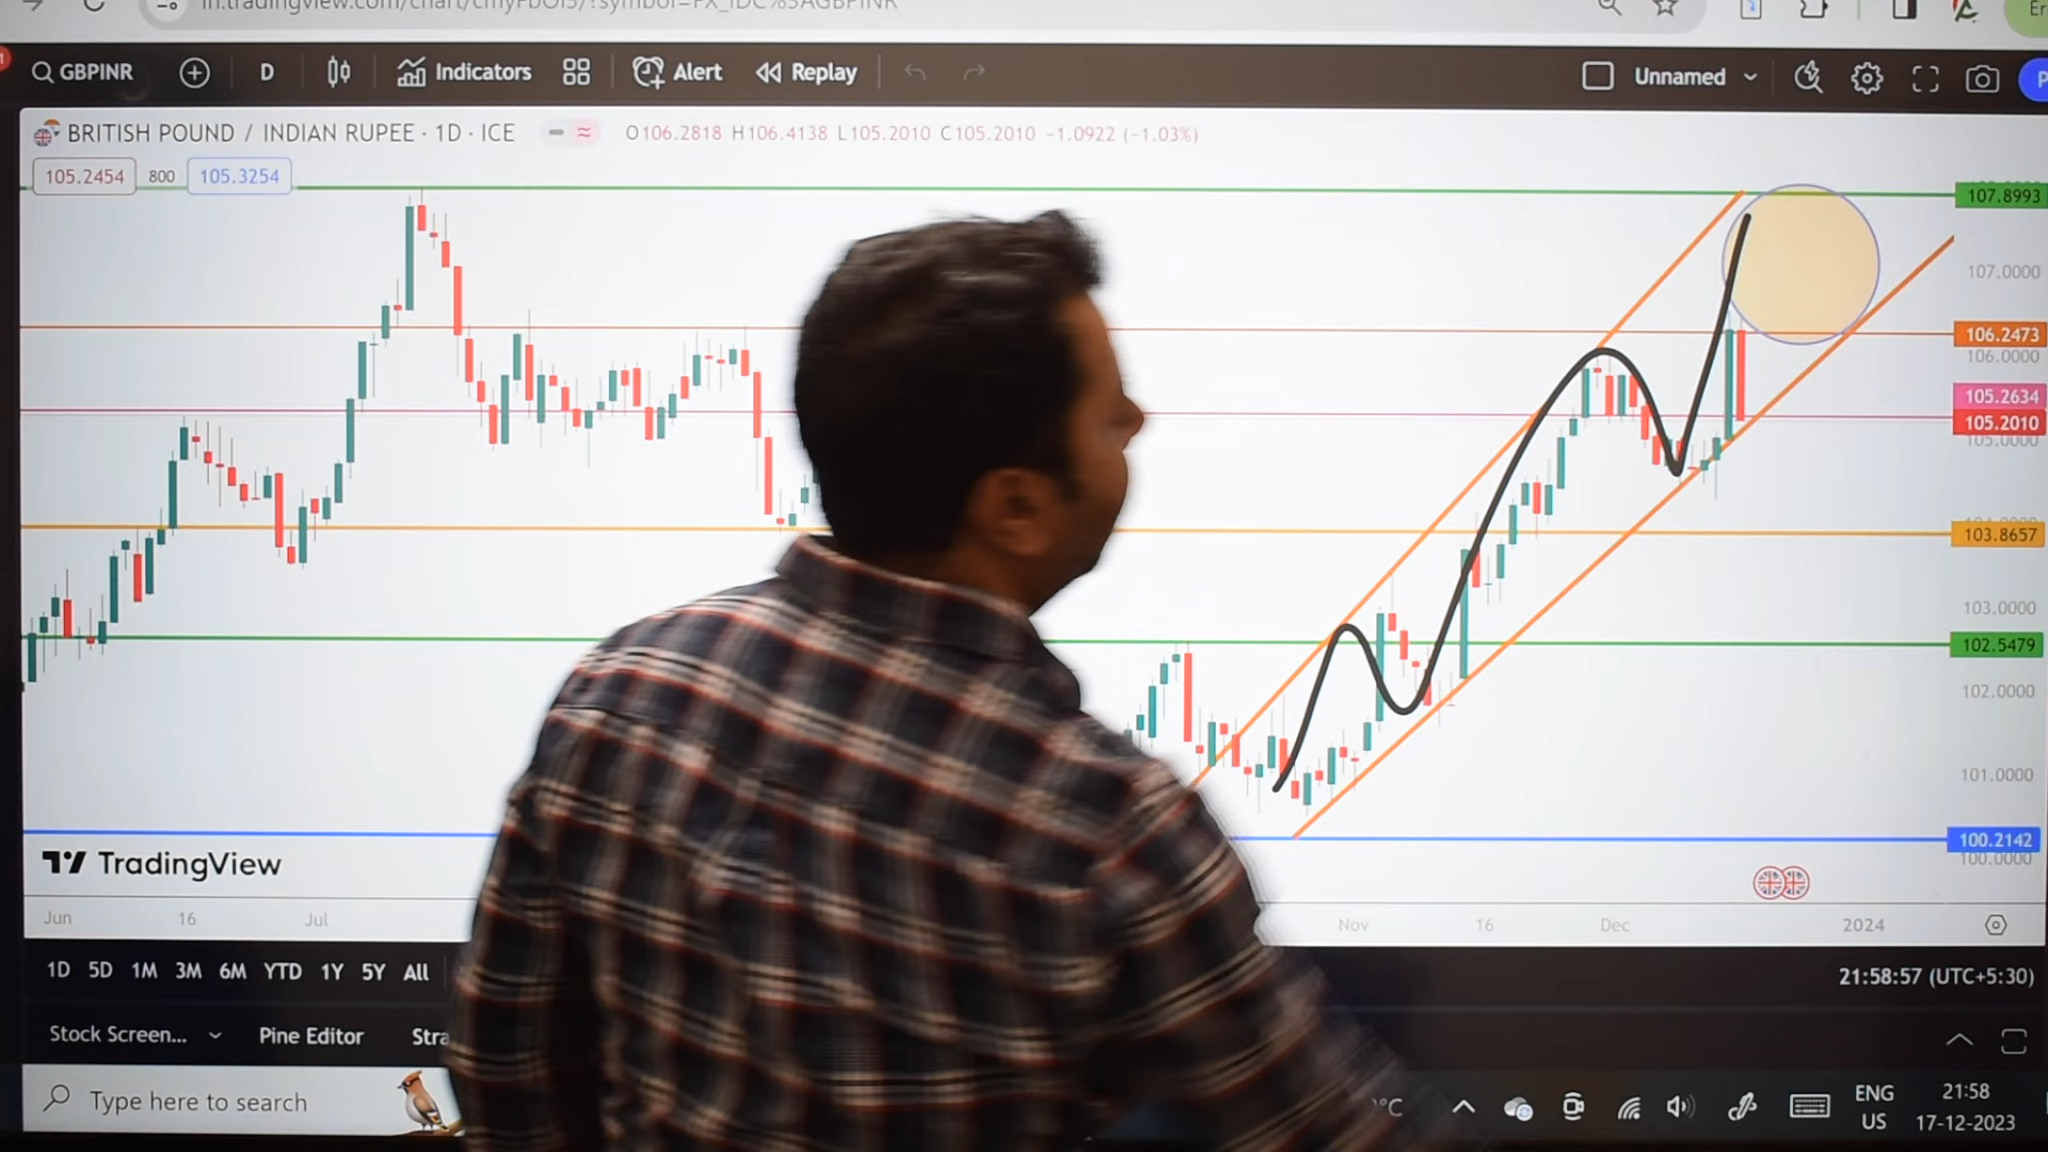 in.tradingview.com/chart/
GBPINR D Indicators Alert Replay Unnamed P
BRITISH POUND / INDIAN RUPEE · 1D · ICE O106.2818 H106.4138 L105.2010 C105.2010 −1.0922 (−1.03%)
105.2454 800 105.3254
107.8993
107.0000
106.2473
106.0000
105.2634
105.2010
105.0000
103.8657
103.0000
102.5479
102.0000
101.0000
100.2142
100.0000
TradingView
Jun 16 Jul Nov 16 Dec 2024
1D 5D 1M 3M 6M YTD 1Y 5Y All 21:58:57 (UTC+5:30)
Stock Screen... Pine Editor Stra
Type here to search °C ENG 21:58
US 17-12-2023